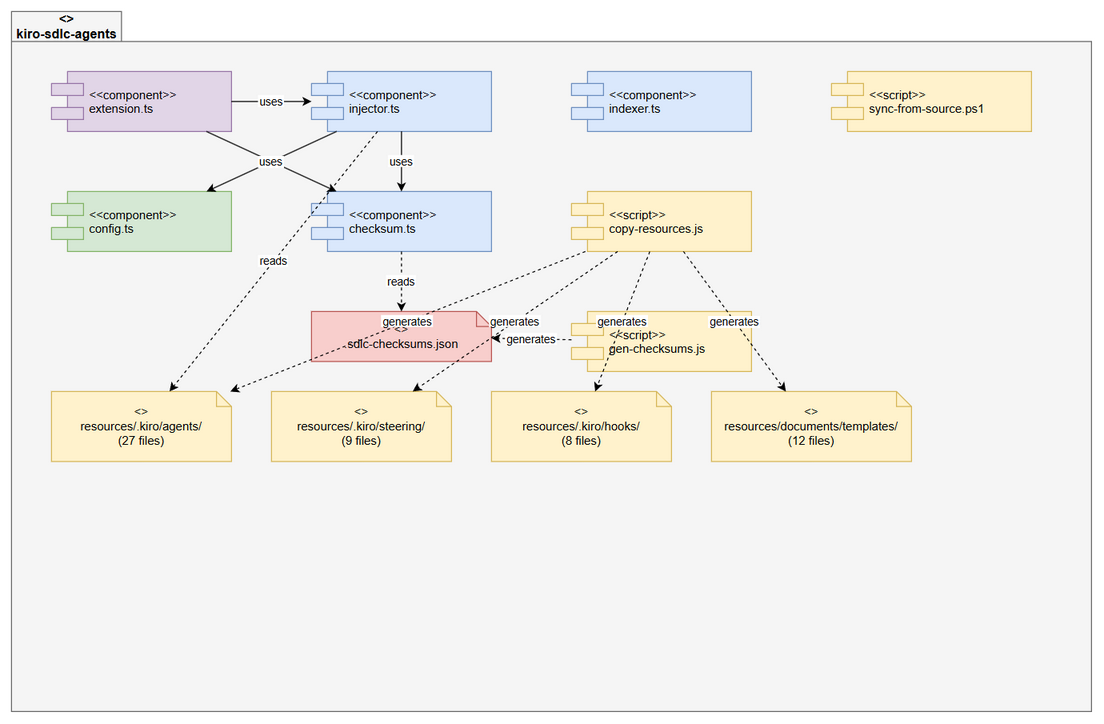 <>
kiro-sdlc-agents
<<component>>
extension.ts
uses
<<component>>
injector.ts
<<component>>
indexer.ts
<<script>>
sync-from-source.ps1
uses
uses
<<component>>
config.ts
<<component>>
checksum.ts
<<script>>
copy-resources.js
reads
reads
generates
generates
generates
generates
<>
.sdlc-checksums.json
generates
<<script>>
gen-checksums.js
<>
resources/.kiro/agents/
(27 files)
<>
resources/.kiro/steering/
(9 files)
<>
resources/.kiro/hooks/
(8 files)
<>
resources/documents/templates/
(12 files)